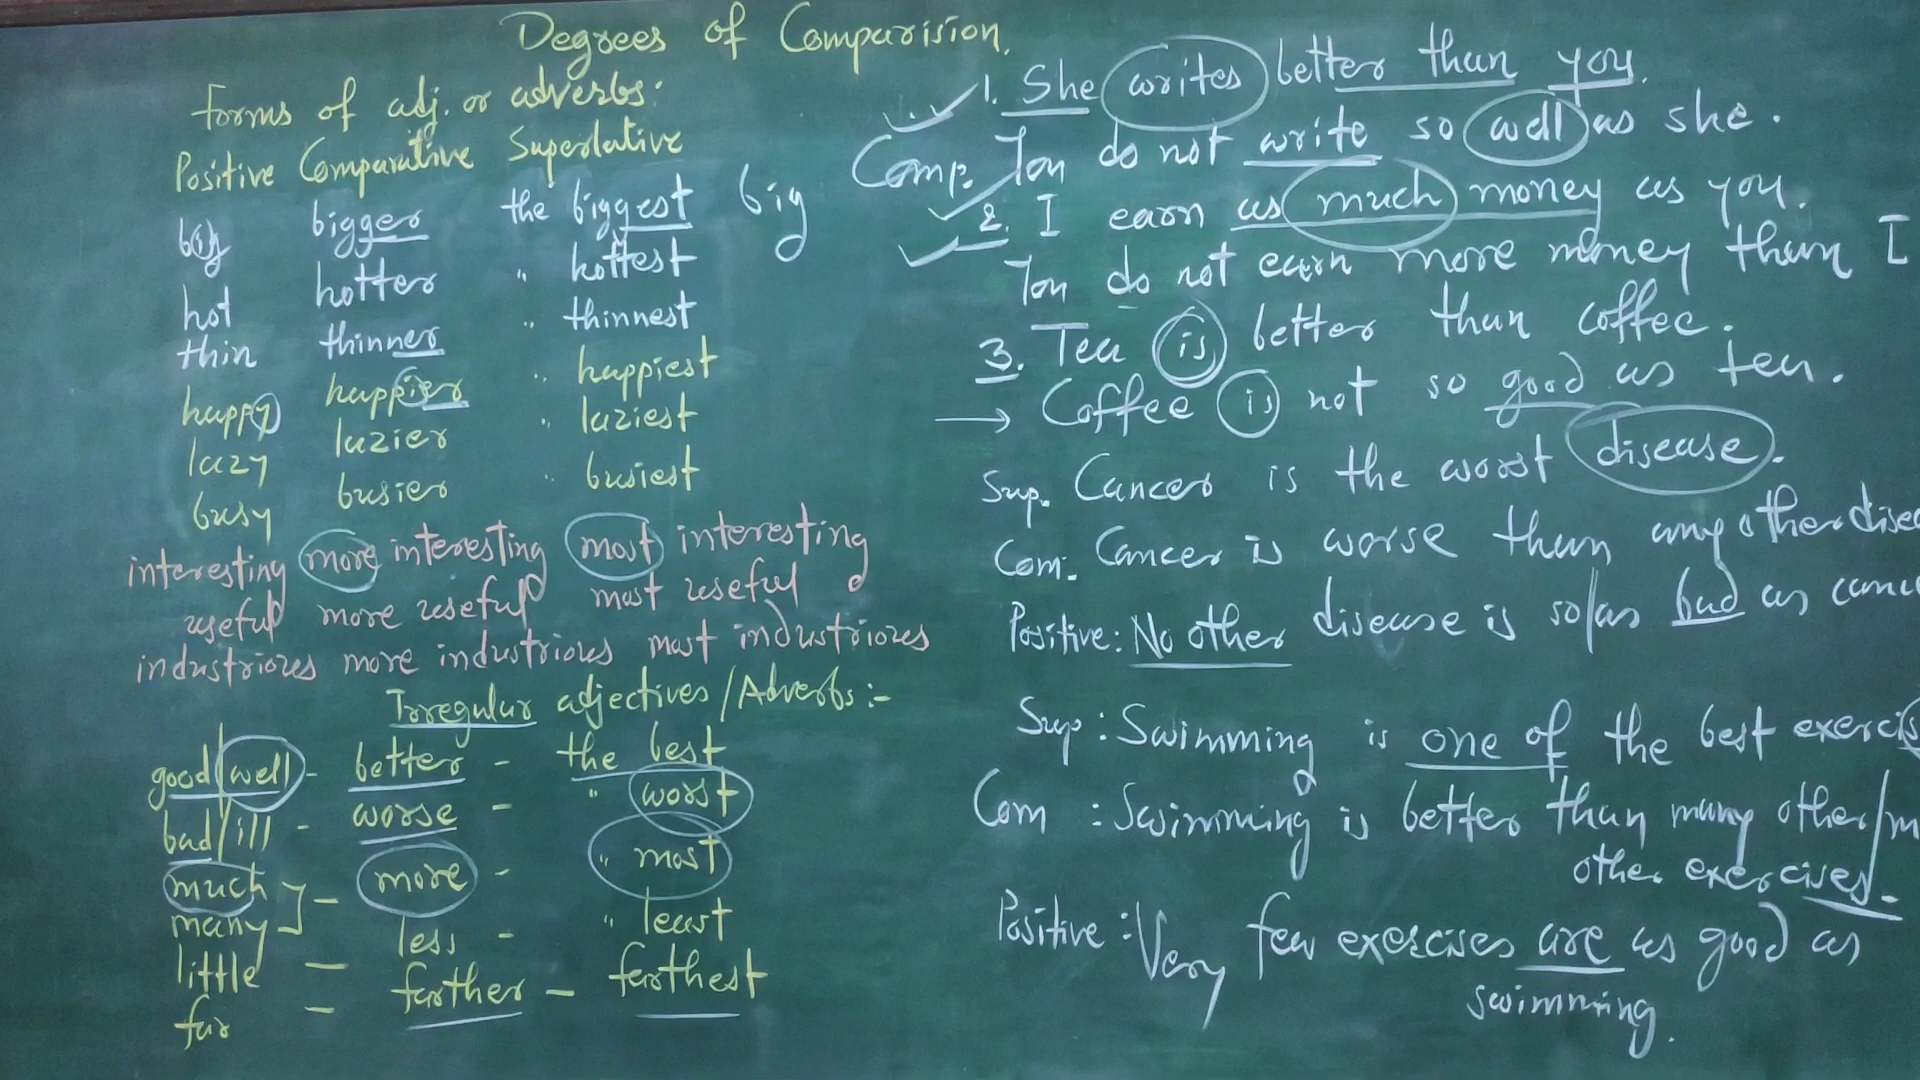 Degrees of Comparision.
Forms of adj. or adverbs:
Positive Comparative Superlative
big bigger the biggest big
hot hotter " hottest
thin thinner " thinnest
happy happier " happiest
lazy lazier " laziest
busy busier " busiest
interesting more interesting most interesting
useful more useful most useful
industrious more industrious most industrious
Irregular adjectives/Adverbs:-
good/well - better - the best
bad/ill - worse - " worst
much ] - more - " most
many
little - less - " least
far - farther - farthest
1. She writes better than you.
Comp. You do not write so well as she.
2. I earn as much money as you.
You do not earn more money than I
3. Tea is better than coffee.
→ Coffee is not so good as tea.
Sup. Cancer is the worst disease.
Com. Cancer is worse than any other disea
Positive: No other disease is so/as bad as cance
Sup: Swimming is one of the best exercis
Com : Swimming is better than many other/m
other exercises.
Positive : Very few exercises are as good as
swimming.